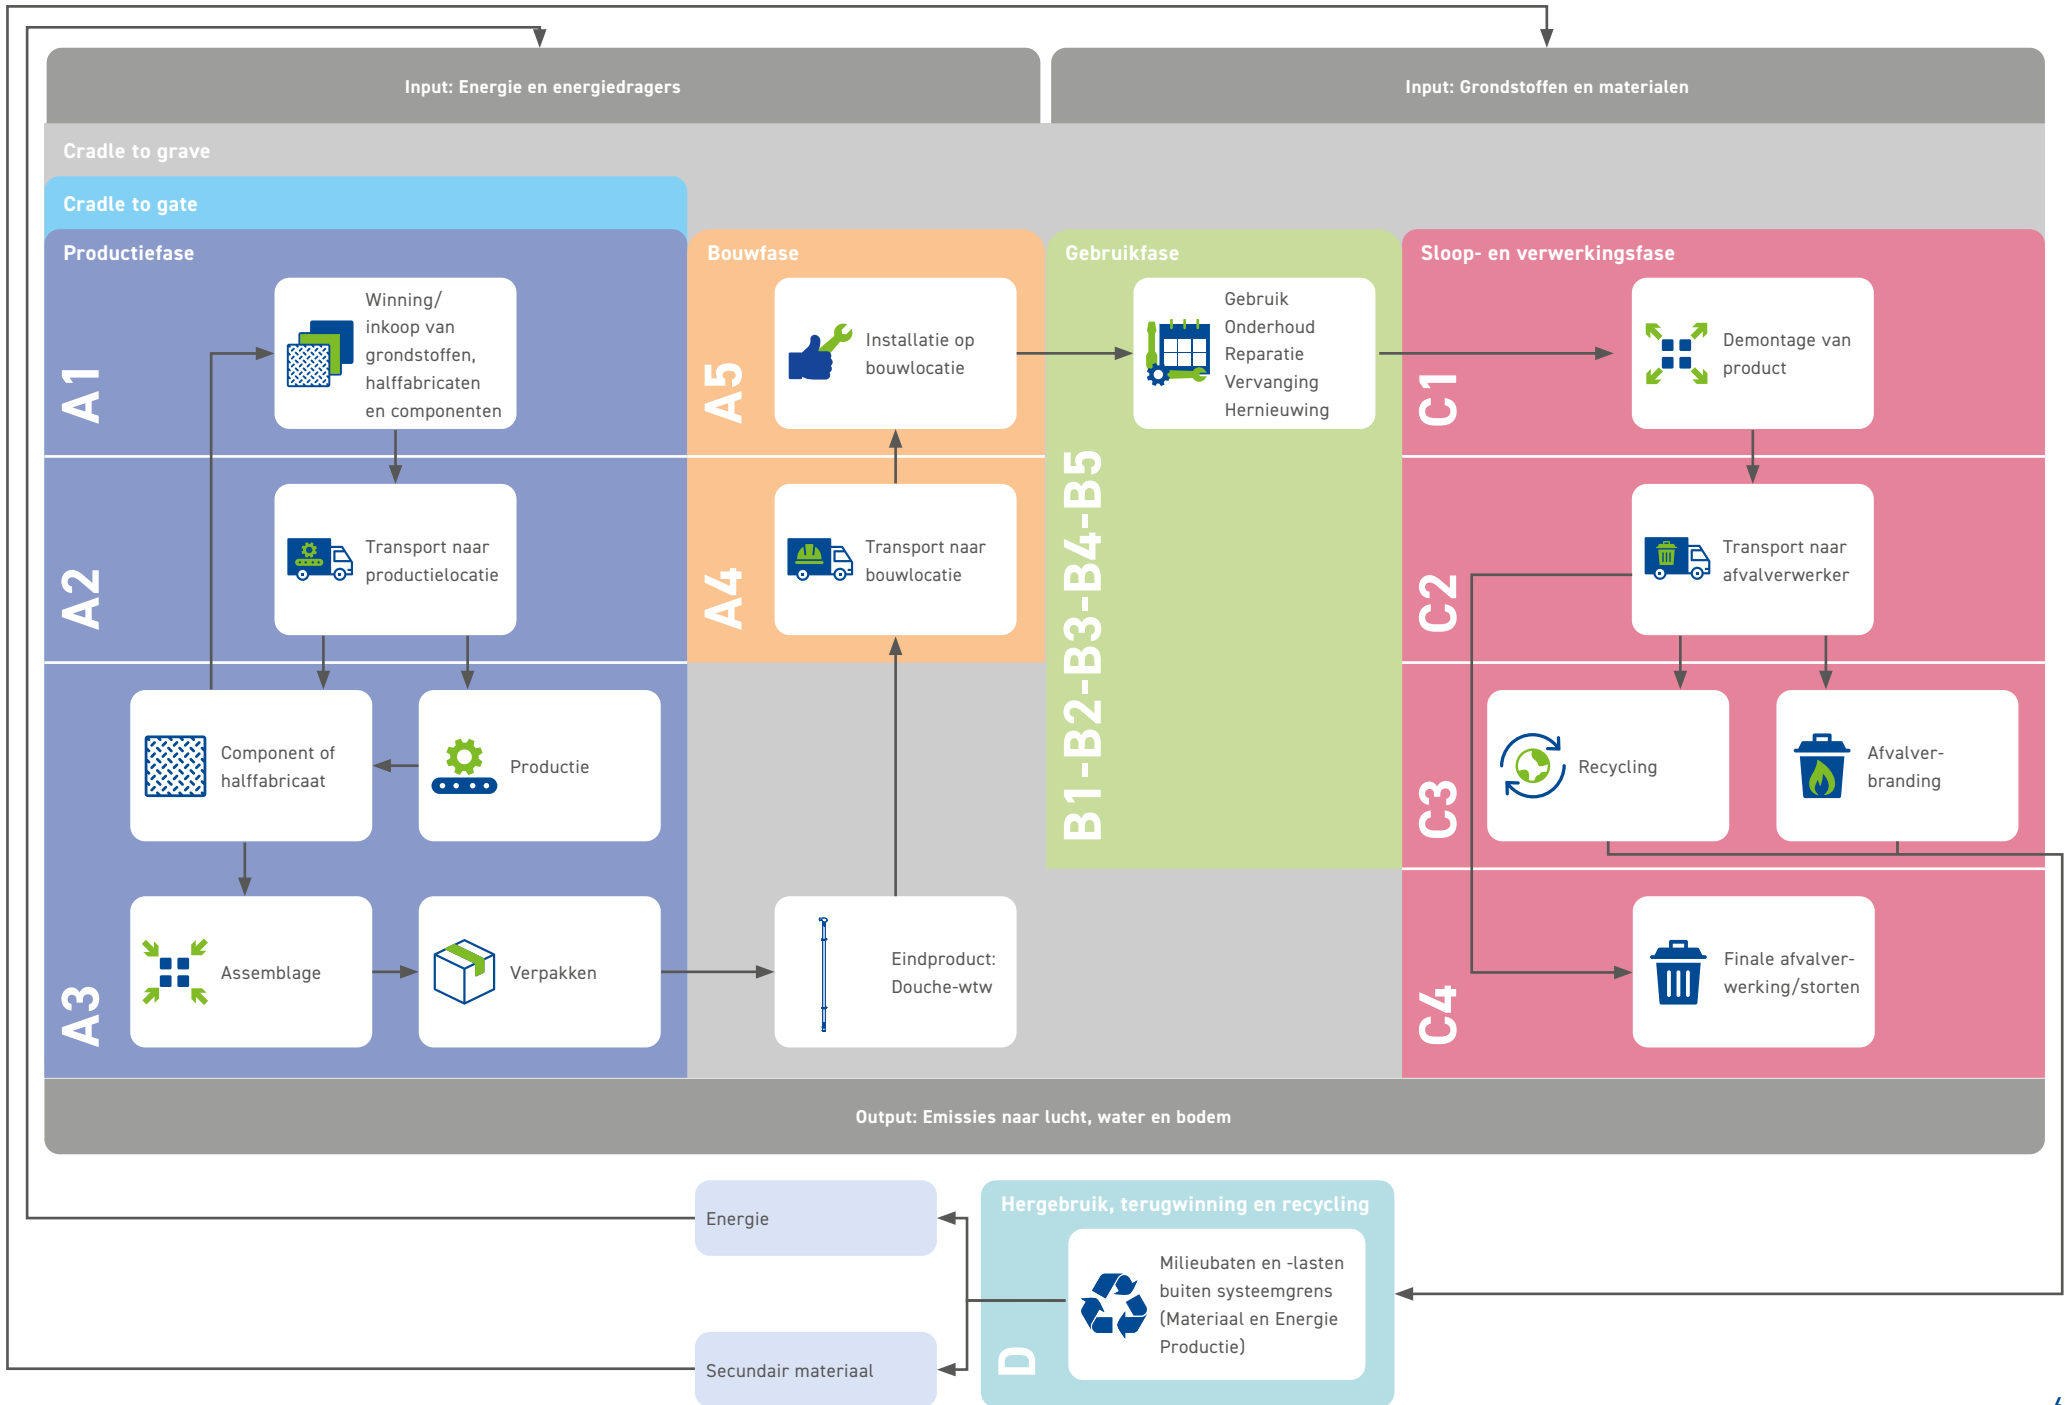 Input: Energie en energiedragers
Input: Grondstoffen en materialen
Cradle to grave
Cradle to gate
Productiefase
A1
Winning/
inkoop van
grondstoffen,
halffabricaten
en componenten
A2
Transport naar
productielocatie
A3
Component of
halffabricaat
Productie
Assemblage
Verpakken
Bouwfase
A5
Installatie op
bouwlocatie
A4
Transport naar
bouwlocatie
Eindproduct:
Douche-wtw
Gebruikfase
B1-B2-B3-B4-B5
Gebruik
Onderhoud
Reparatie
Vervanging
Hernieuwing
Sloop- en verwerkingsfase
C1
Demontage van
product
C2
Transport naar
afvalverwerker
C3
Recycling
Afvalver-
branding
C4
Finale afvalver-
werking/storten
Output: Emissies naar lucht, water en bodem
Energie
Secundair materiaal
Hergebruik, terugwinning en recycling
D
Milieubaten en -lasten
buiten systeemgrens
(Materiaal en Energie
Productie)